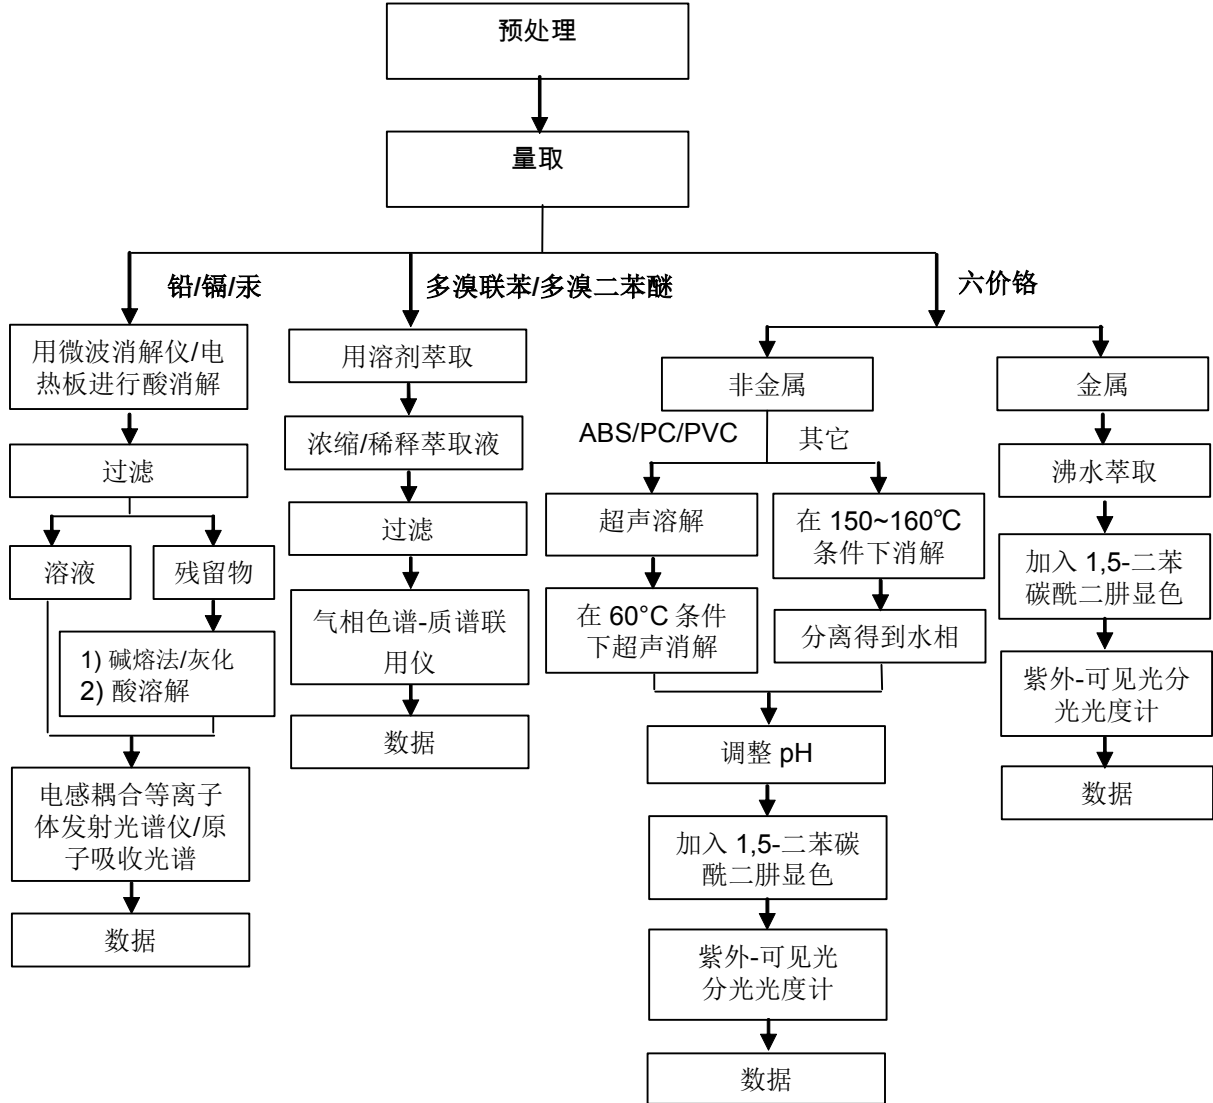 预处理
量取
铅/镉/汞
多溴联苯/多溴二苯醚
六价铬
用微波消解仪/电
热板进行酸消解
过滤
溶液
残留物
1) 碱熔法/灰化
2) 酸溶解
电感耦合等离子
体发射光谱仪/原
子吸收光谱
数据
用溶剂萃取
浓缩/稀释萃取液
过滤
气相色谱-质谱联
用仪
数据
非金属
ABS/PC/PVC
其它
超声溶解
在 60°C 条件
下超声消解
在 150~160℃
条件下消解
分离得到水相
调整 pH
加入 1,5-二苯碳
酰二肼显色
紫外-可见光
分光光度计
数据
金属
沸水萃取
加入 1,5-二苯
碳酰二肼显色
紫外-可见光分
光光度计
数据